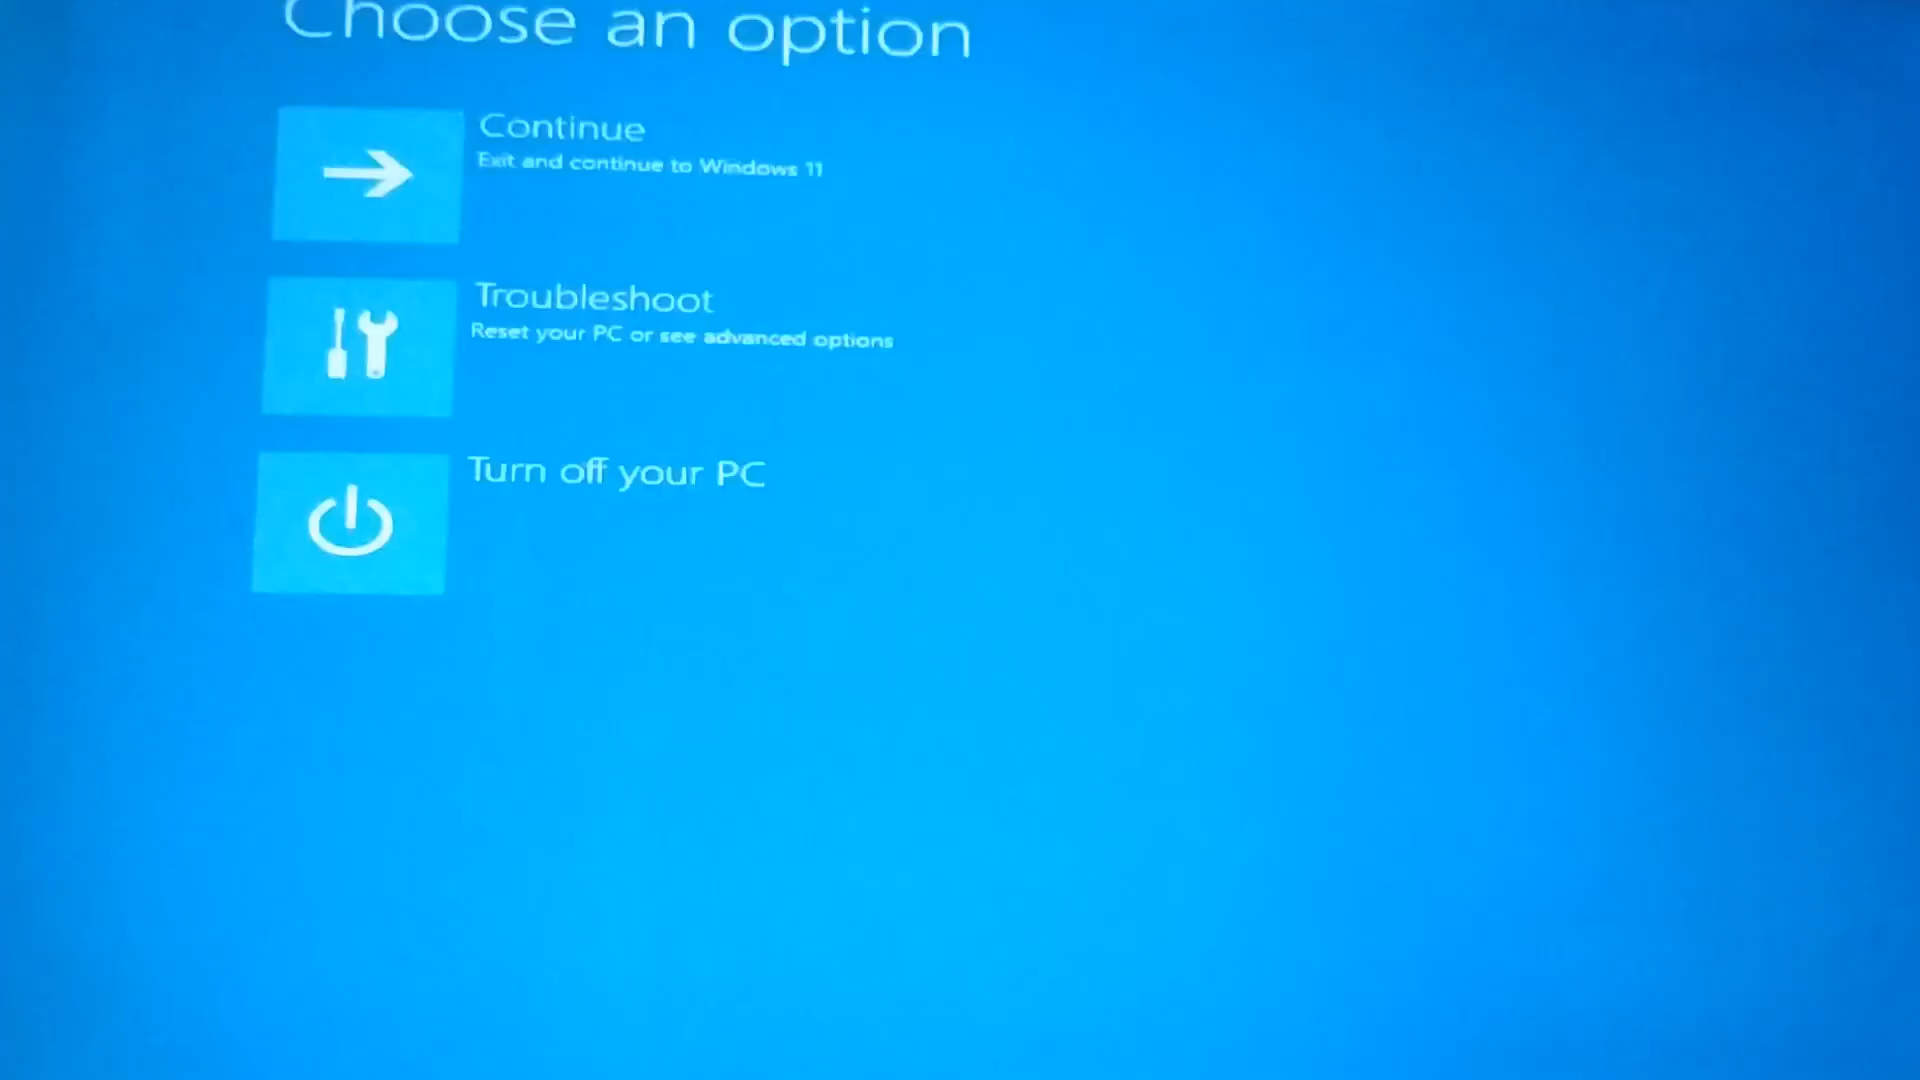 Choose an option
Continue
Exit and continue to Windows 11
Troubleshoot
Reset your PC or see advanced options
Turn off your PC